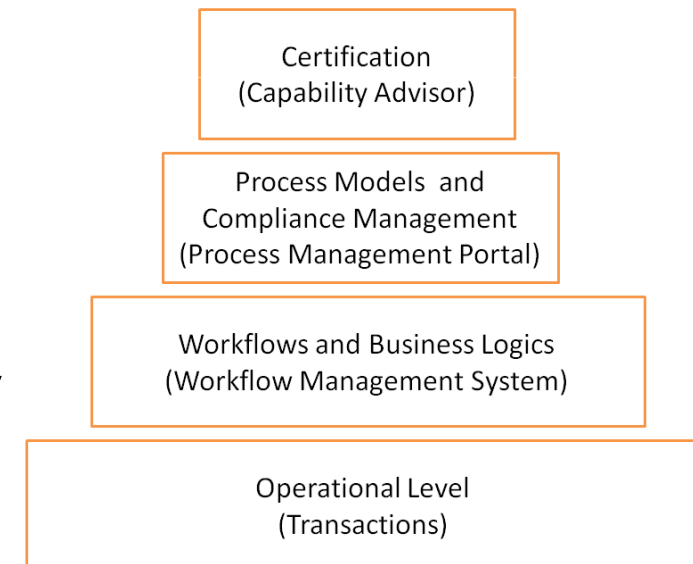 Certification
(Capability Advisor)
Process Models and
Compliance Management
(Process Management Portal)
Workflows and Business Logics
(Workflow Management System)
Operational Level
(Transactions)